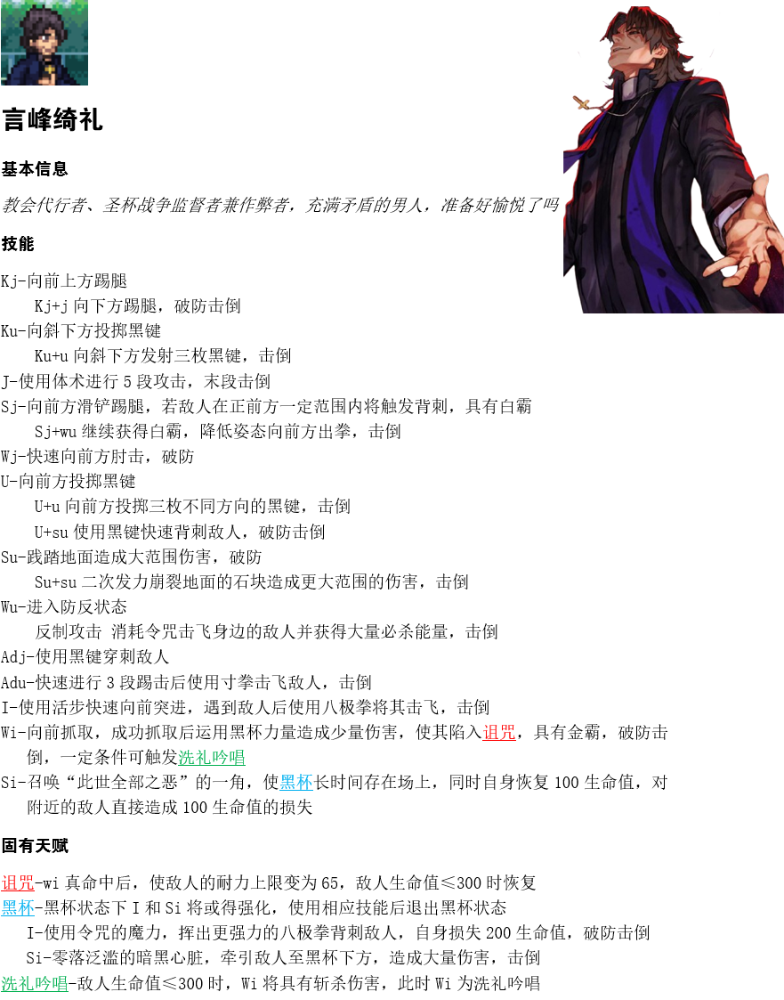 言峰绮礼
基本信息
教会代行者、圣杯战争监督者兼作弊者，充满矛盾的男人，准备好愉悦了吗
技能
Kj-向前上方踢腿
Kj+j 向下方踢腿，破防击倒
Ku-向斜下方投掷黑键
Ku+u 向斜下方发射三枚黑键，击倒
J-使用体术进行 5 段攻击，末段击倒
Sj-向前方滑铲踢腿，若敌人在正前方一定范围内将触发背刺，具有白霸
Sj+wu 继续获得白霸，降低姿态向前方出拳，击倒
Wj-快速向前方肘击，破防
U-向前方投掷黑键
U+u 向前方投掷三枚不同方向的黑键，击倒
U+su 使用黑键快速背刺敌人，破防击倒
Su-践踏地面造成大范围伤害，破防
Su+su 二次发力崩裂地面的石块造成更大范围的伤害，击倒
Wu-进入防反状态
反制攻击 消耗令咒击飞身边的敌人并获得大量必杀能量，击倒
Adj-使用黑键穿刺敌人
Adu-快速进行 3 段踢击后使用寸拳击飞敌人，击倒
I-使用活步快速向前突进，遇到敌人后使用八极拳将其击飞，击倒
Wi-向前抓取，成功抓取后运用黑杯力量造成少量伤害，使其陷入诅咒，具有金霸，破防击
倒，一定条件可触发洗礼吟唱
Si-召唤“此世全部之恶”的一角，使黑杯长时间存在场上，同时自身恢复 100 生命值，对
附近的敌人直接造成 100 生命值的损失
固有天赋
诅咒-wi 真命中后，使敌人的耐力上限变为 65，敌人生命值≤300 时恢复
黑杯-黑杯状态下 I 和 Si 将或得强化，使用相应技能后退出黑杯状态
I-使用令咒的魔力，挥出更强力的八极拳背刺敌人，自身损失 200 生命值，破防击倒
Si-零落泛滥的暗黑心脏，牵引敌人至黑杯下方，造成大量伤害，击倒
洗礼吟唱-敌人生命值≤300 时，Wi 将具有斩杀伤害，此时 Wi 为洗礼吟唱